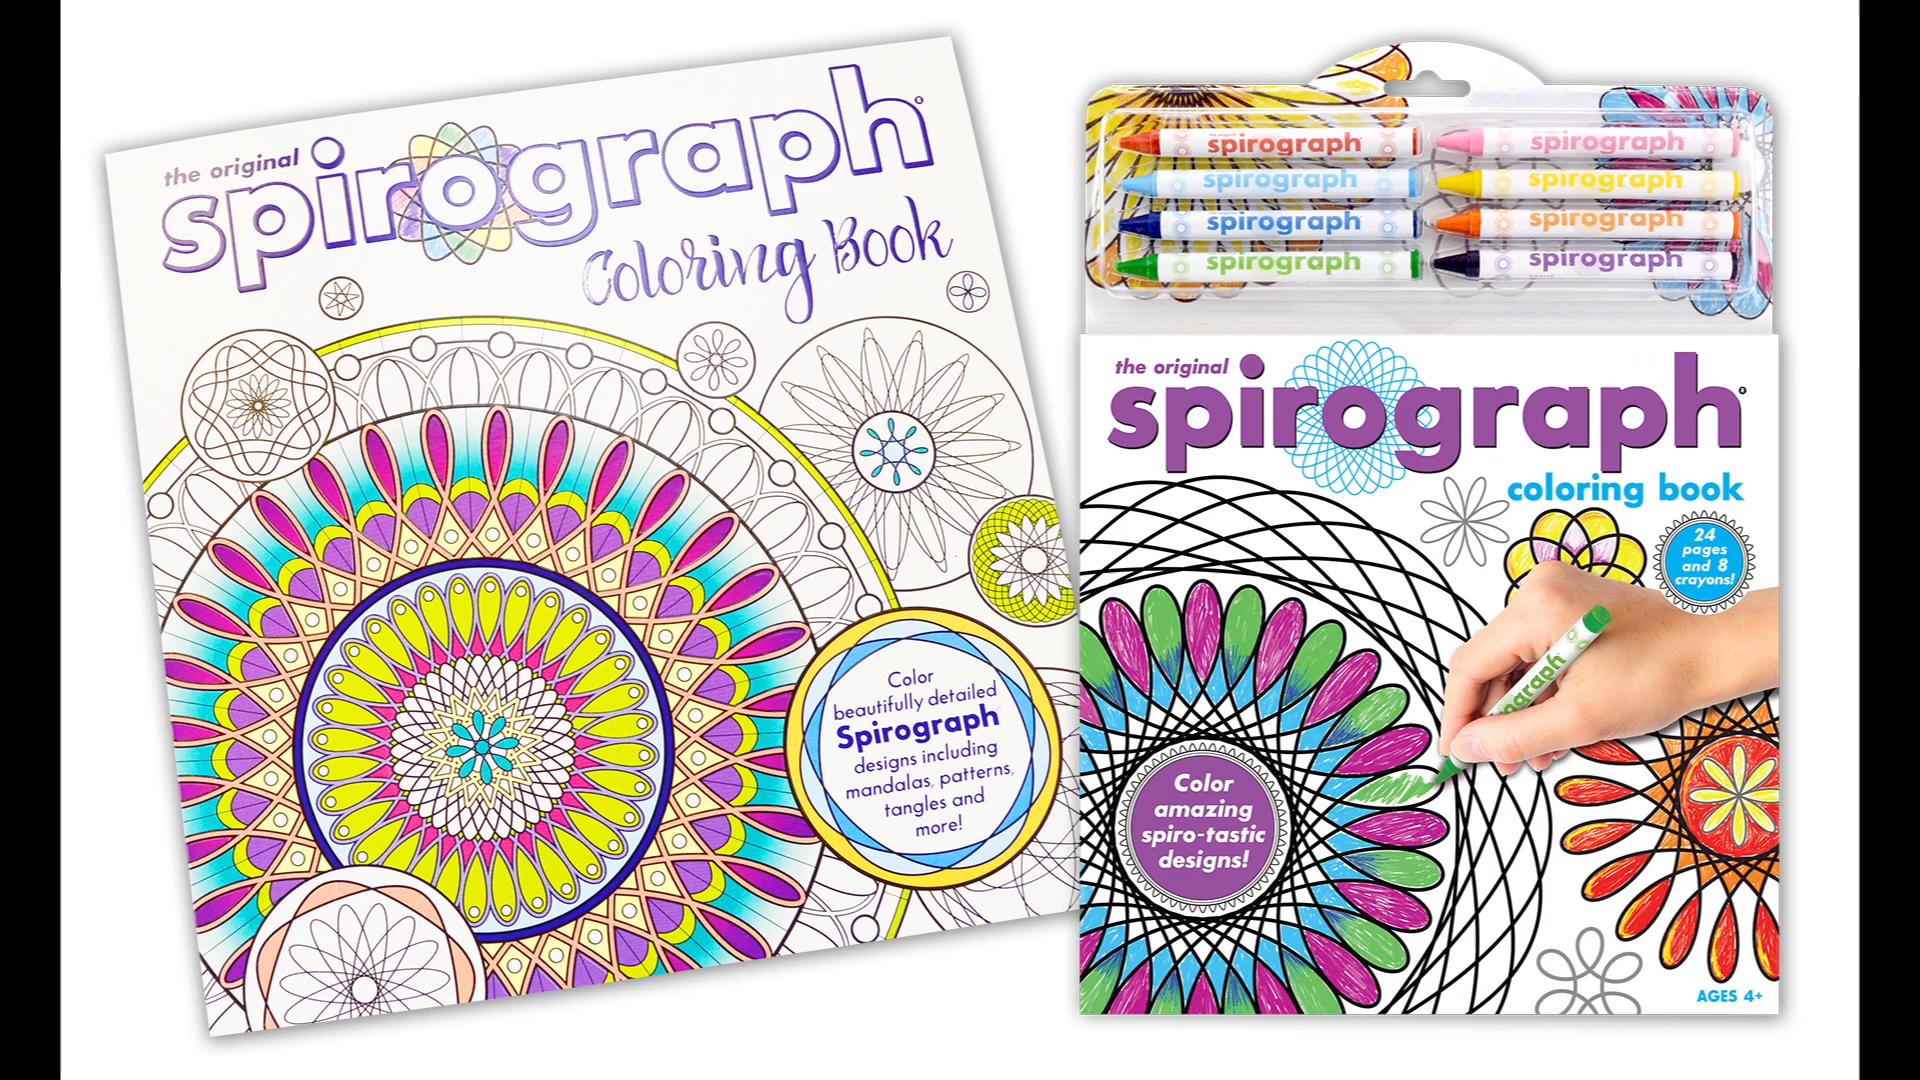 the original
spirograph®
Coloring Book
Color
beautifully detailed
Spirograph
designs including
mandalas, patterns,
tangles and
more!
spirograph
spirograph
spirograph
spirograph
spirograph
spirograph
spirograph
spirograph
the original
spirograph®
coloring book
24
pages
and 8
crayons!
ograph
Color
amazing
spiro-tastic
designs!
AGES 4+